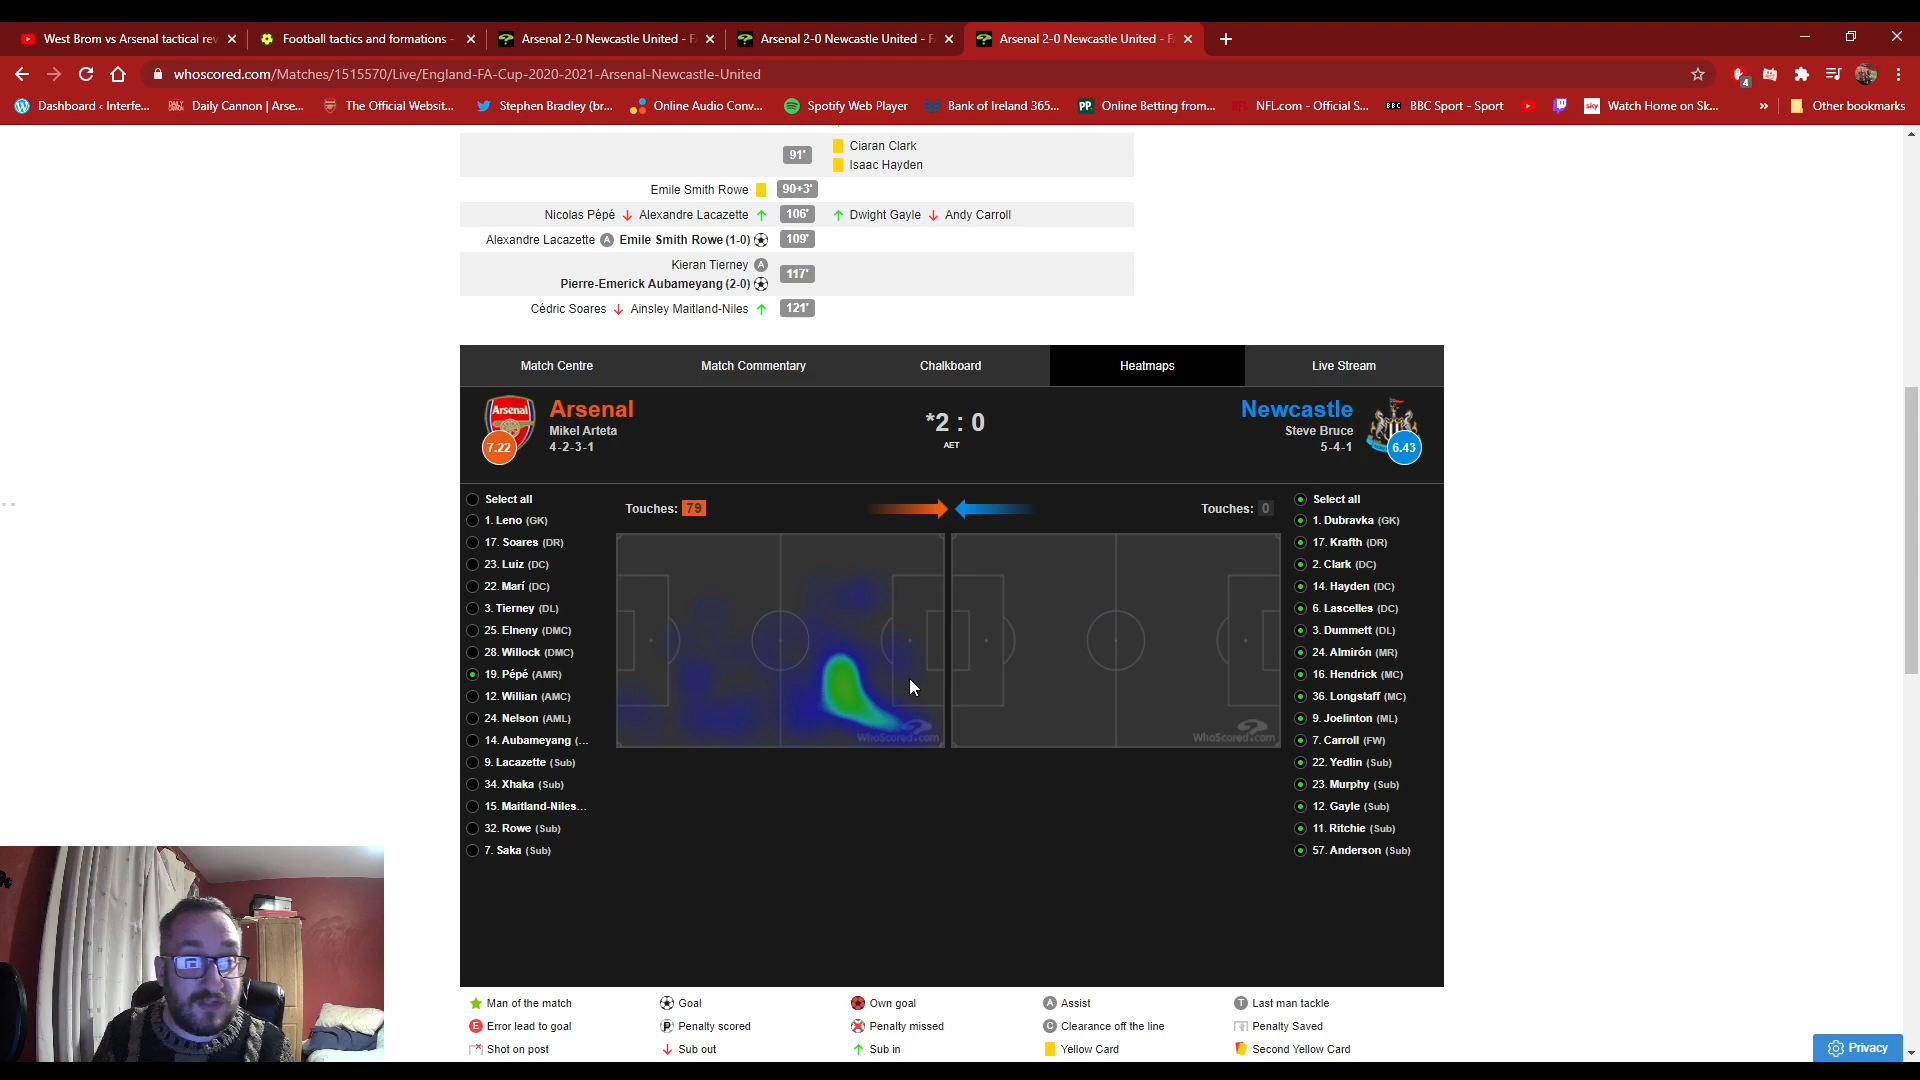 West Brom vs Arsenal tactical rev
Football tactics and formations -
Arsenal 2-0 Newcastle United - F
Arsenal 2-0 Newcastle United - F
Arsenal 2-0 Newcastle United - F
whoscored.com/Matches/1515570/Live/England-FA-Cup-2020-2021-Arsenal-Newcastle-United
4
Dashboard ‹ Interfe...
Daily Cannon | Arse...
The Official Websit...
Stephen Bradley (br...
Online Audio Conv...
Spotify Web Player
Bank of Ireland 365...
PP Online Betting from...
NFL.com - Official S...
BBC BBC Sport - Sport
sky Watch Home on Sk...
»
Other bookmarks
91' Ciaran Clark
Isaac Hayden
Emile Smith Rowe 90+3'
Nicolas Pépé Alexandre Lacazette 106' Dwight Gayle Andy Carroll
Alexandre Lacazette A Emile Smith Rowe (1-0) 109'
Kieran Tierney A
117'
Pierre-Emerick Aubameyang (2-0)
Cédric Soares Ainsley Maitland-Niles 121'
Match Centre Match Commentary Chalkboard Heatmaps Live Stream
Arsenal
Arsenal
Mikel Arteta
4-2-3-1
7.22
*2 : 0
AET
Newcastle
Steve Bruce
5-4-1
6.43
Touches: 79
Touches: 0
Select all
1. Leno (GK)
17. Soares (DR)
23. Luiz (DC)
22. Marí (DC)
3. Tierney (DL)
25. Elneny (DMC)
28. Willock (DMC)
19. Pépé (AMR)
12. Willian (AMC)
24. Nelson (AML)
14. Aubameyang (...
9. Lacazette (Sub)
34. Xhaka (Sub)
15. Maitland-Niles...
32. Rowe (Sub)
7. Saka (Sub)
WhoScored.com
WhoScored.com
Select all
1. Dubravka (GK)
17. Krafth (DR)
2. Clark (DC)
14. Hayden (DC)
6. Lascelles (DC)
3. Dummett (DL)
24. Almirón (MR)
16. Hendrick (MC)
36. Longstaff (MC)
9. Joelinton (ML)
7. Carroll (FW)
22. Yedlin (Sub)
23. Murphy (Sub)
12. Gayle (Sub)
11. Ritchie (Sub)
57. Anderson (Sub)
Man of the match Goal Own goal A Assist T Last man tackle
E Error lead to goal P Penalty scored Penalty missed C Clearance off the line Penalty Saved
Shot on post Sub out Sub in Yellow Card Second Yellow Card
Privacy